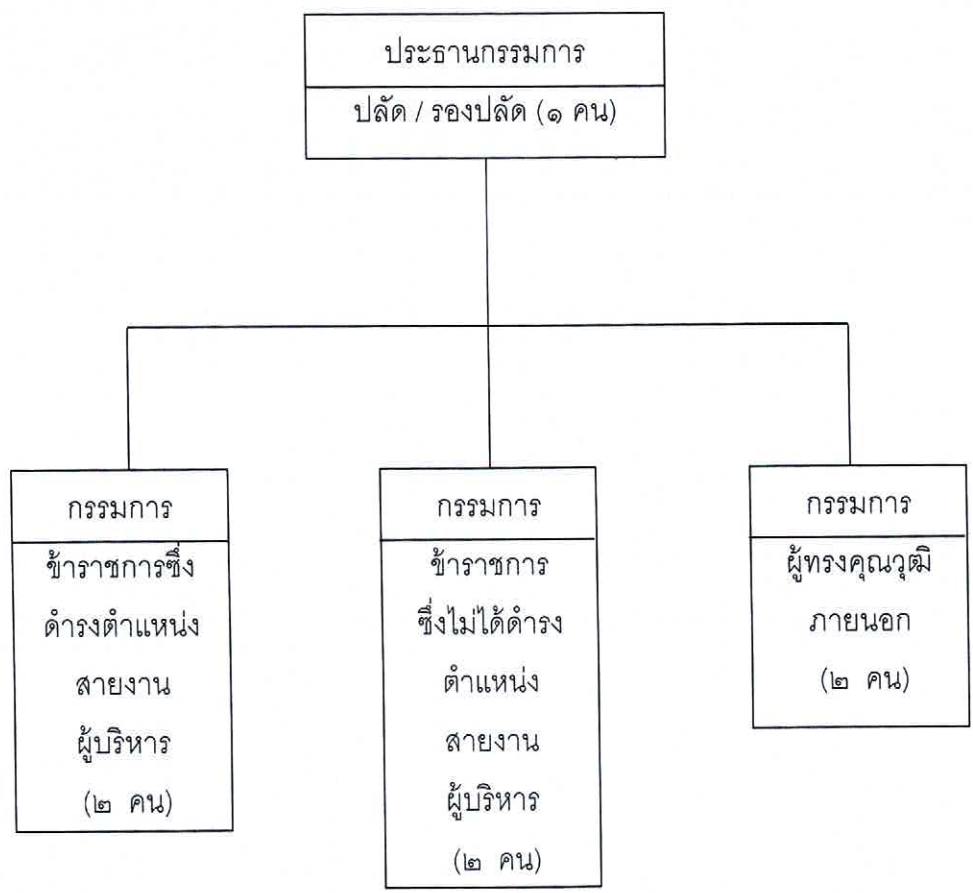 ประธานกรรมการ
ปลัด / รองปลัด (๑ คน)
กรรมการ
ข้าราชการซึ่ง
ดำรงตำแหน่ง
สายงาน
ผู้บริหาร
(๒ คน)
กรรมการ
ข้าราชการ
ซึ่งไม่ได้ดำรง
ตำแหน่ง
สายงาน
ผู้บริหาร
(๒ คน)
กรรมการ
ผู้ทรงคุณวุฒิ
ภายนอก
(๒ คน)